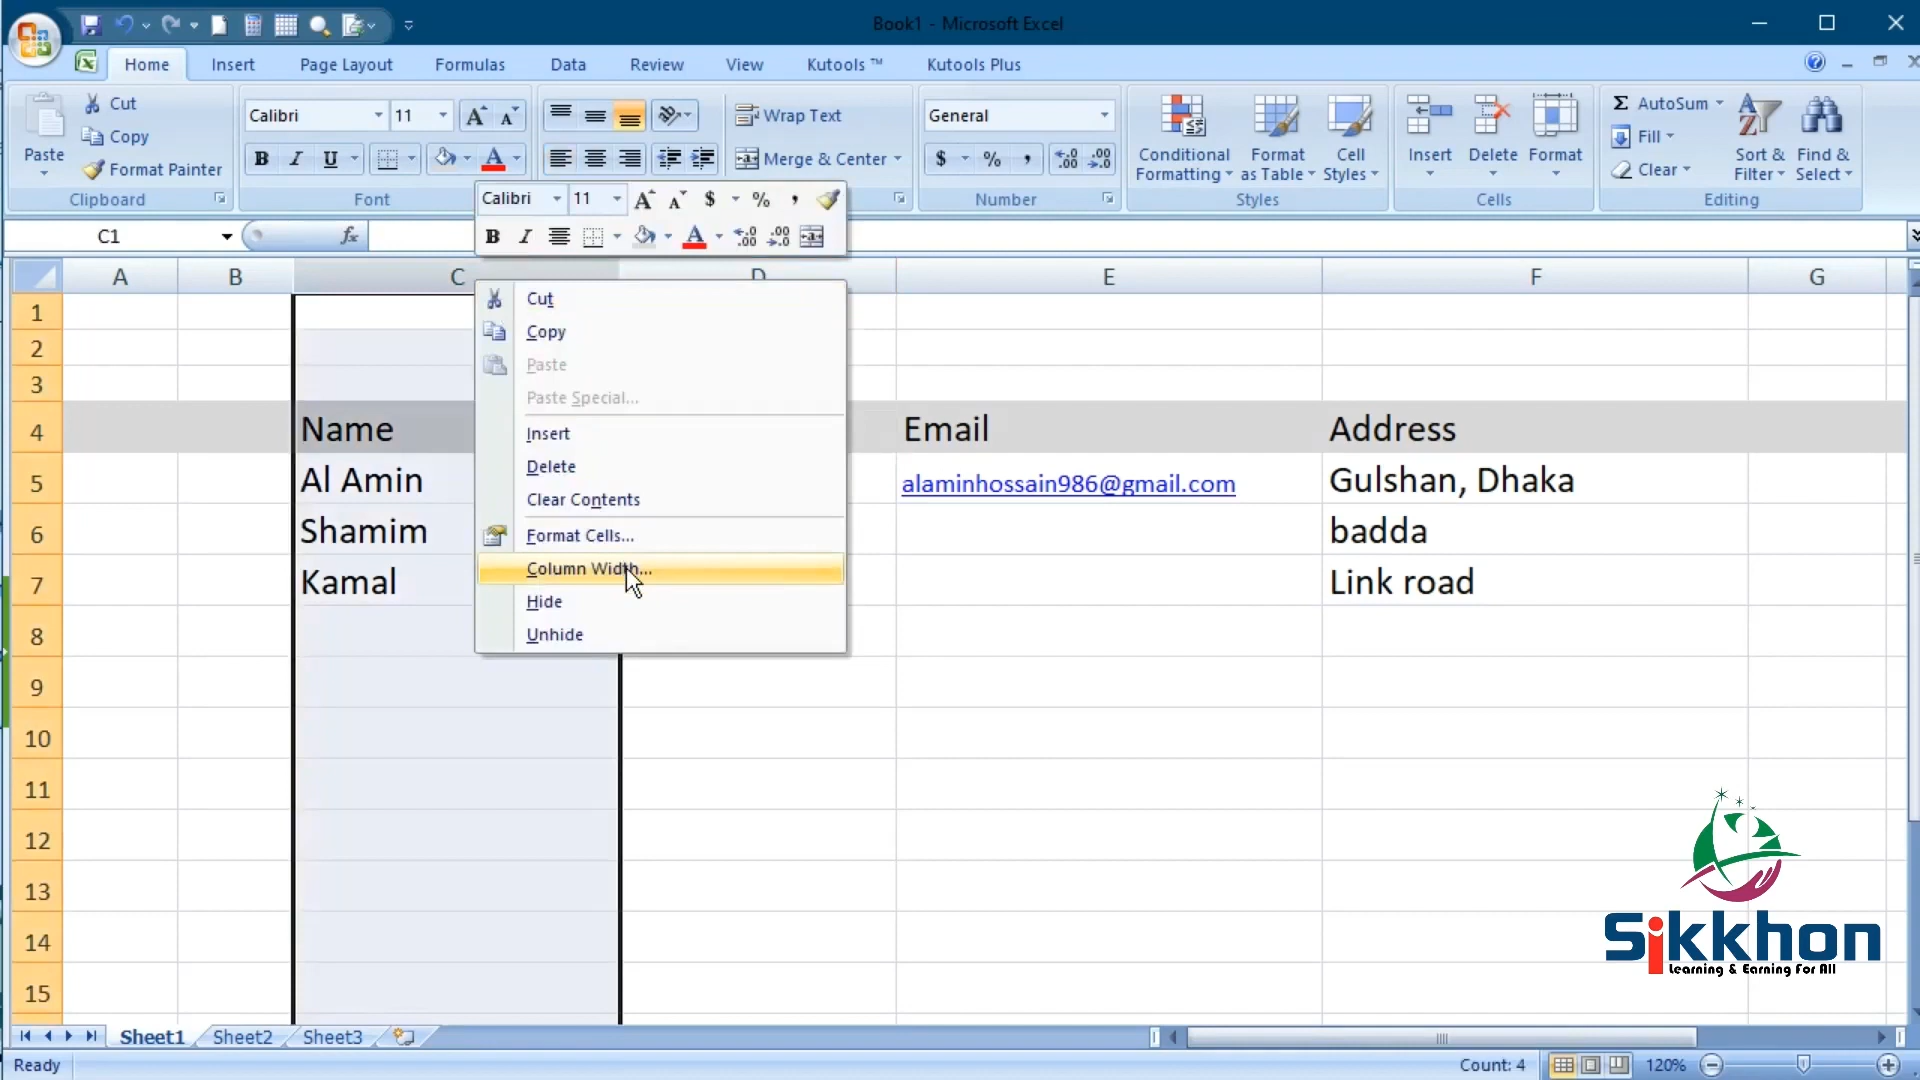 Book1 - Microsoft Excel
Home Insert Page Layout Formulas Data Review View Kutools ™ Kutools Plus
Paste
Cut
Copy
Format Painter
Clipboard
Calibri 11
B I U
Font
Wrap Text
Merge & Center
General
$ % ,
Number
Conditional Formatting
Format as Table
Cell Styles
Styles
Insert Delete Format
Cells
Σ AutoSum
Fill
Clear
Sort & Filter
Find & Select
Editing
Calibri 11 A A $ % ,
B I A
C1 fx
A B C D E F G
1
2
3
4 Name Email Address
5 Al Amin alaminhossain986@gmail.com Gulshan, Dhaka
6 Shamim badda
7 Kamal Link road
8
9
10
11
12
13
14
15
Cut
Copy
Paste
Paste Special...
Insert
Delete
Clear Contents
Format Cells...
Column Width...
Hide
Unhide
Sikkhon
Learning & Earning For All
Sheet1 Sheet2 Sheet3
Ready Count: 4 120%